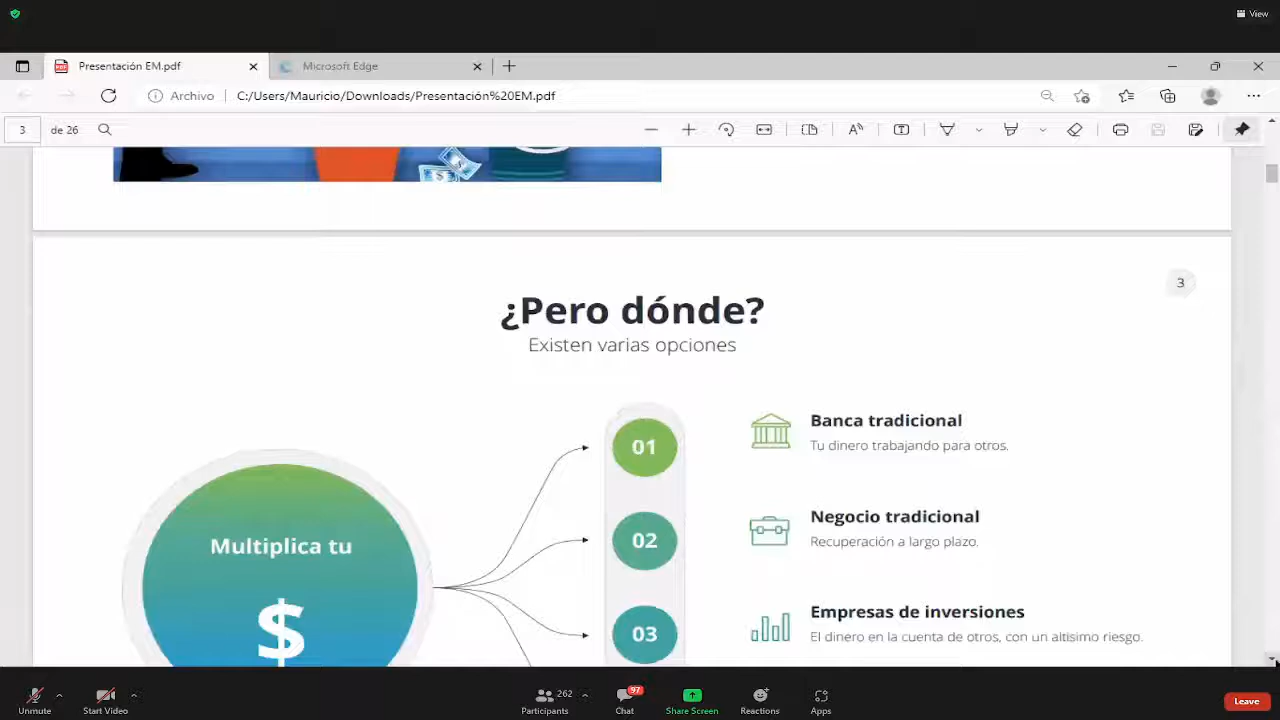 View
Presentación EM.pdf
Microsoft Edge
Archivo
C:/Users/Mauricio/Downloads/Presentación%20EM.pdf
3
de 26
3
¿Pero dónde?
Existen varias opciones
Multiplica tu
$
01
Banca tradicional
Tu dinero trabajando para otros.
02
Negocio tradicional
Recuperación a largo plazo.
03
Empresas de inversiones
El dinero en la cuenta de otros, con un altisimo riesgo.
Unmute
Start Video
Participants
262
Chat
97
Share Screen
Reactions
Apps
Leave